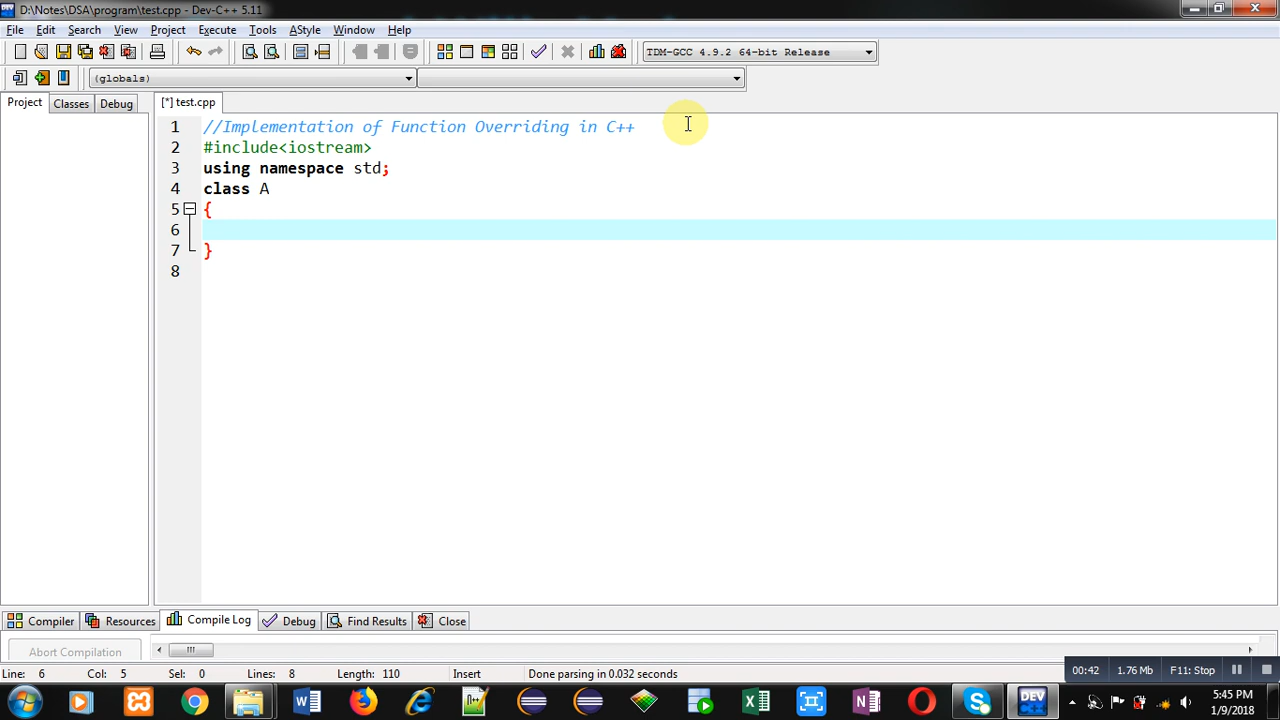 D:\Notes\DSA\program\test.cpp - Dev-C++ 5.11
File Edit Search View Project Execute Tools AStyle Window Help
TDM-GCC 4.9.2 64-bit Release
(globals)
Project Classes Debug [*] test.cpp
1 //Implementation of Function Overriding in C++
2 #include<iostream>
3 using namespace std;
4 class A
5 {
6
7 }
8
Compiler Resources Compile Log Debug Find Results Close
Abort Compilation
Line: 6 Col: 5 Sel: 0 Lines: 8 Length: 110 Insert Done parsing in 0.032 seconds
00:42 1.76 Mb F11: Stop
DEV
5:45 PM
1/9/2018